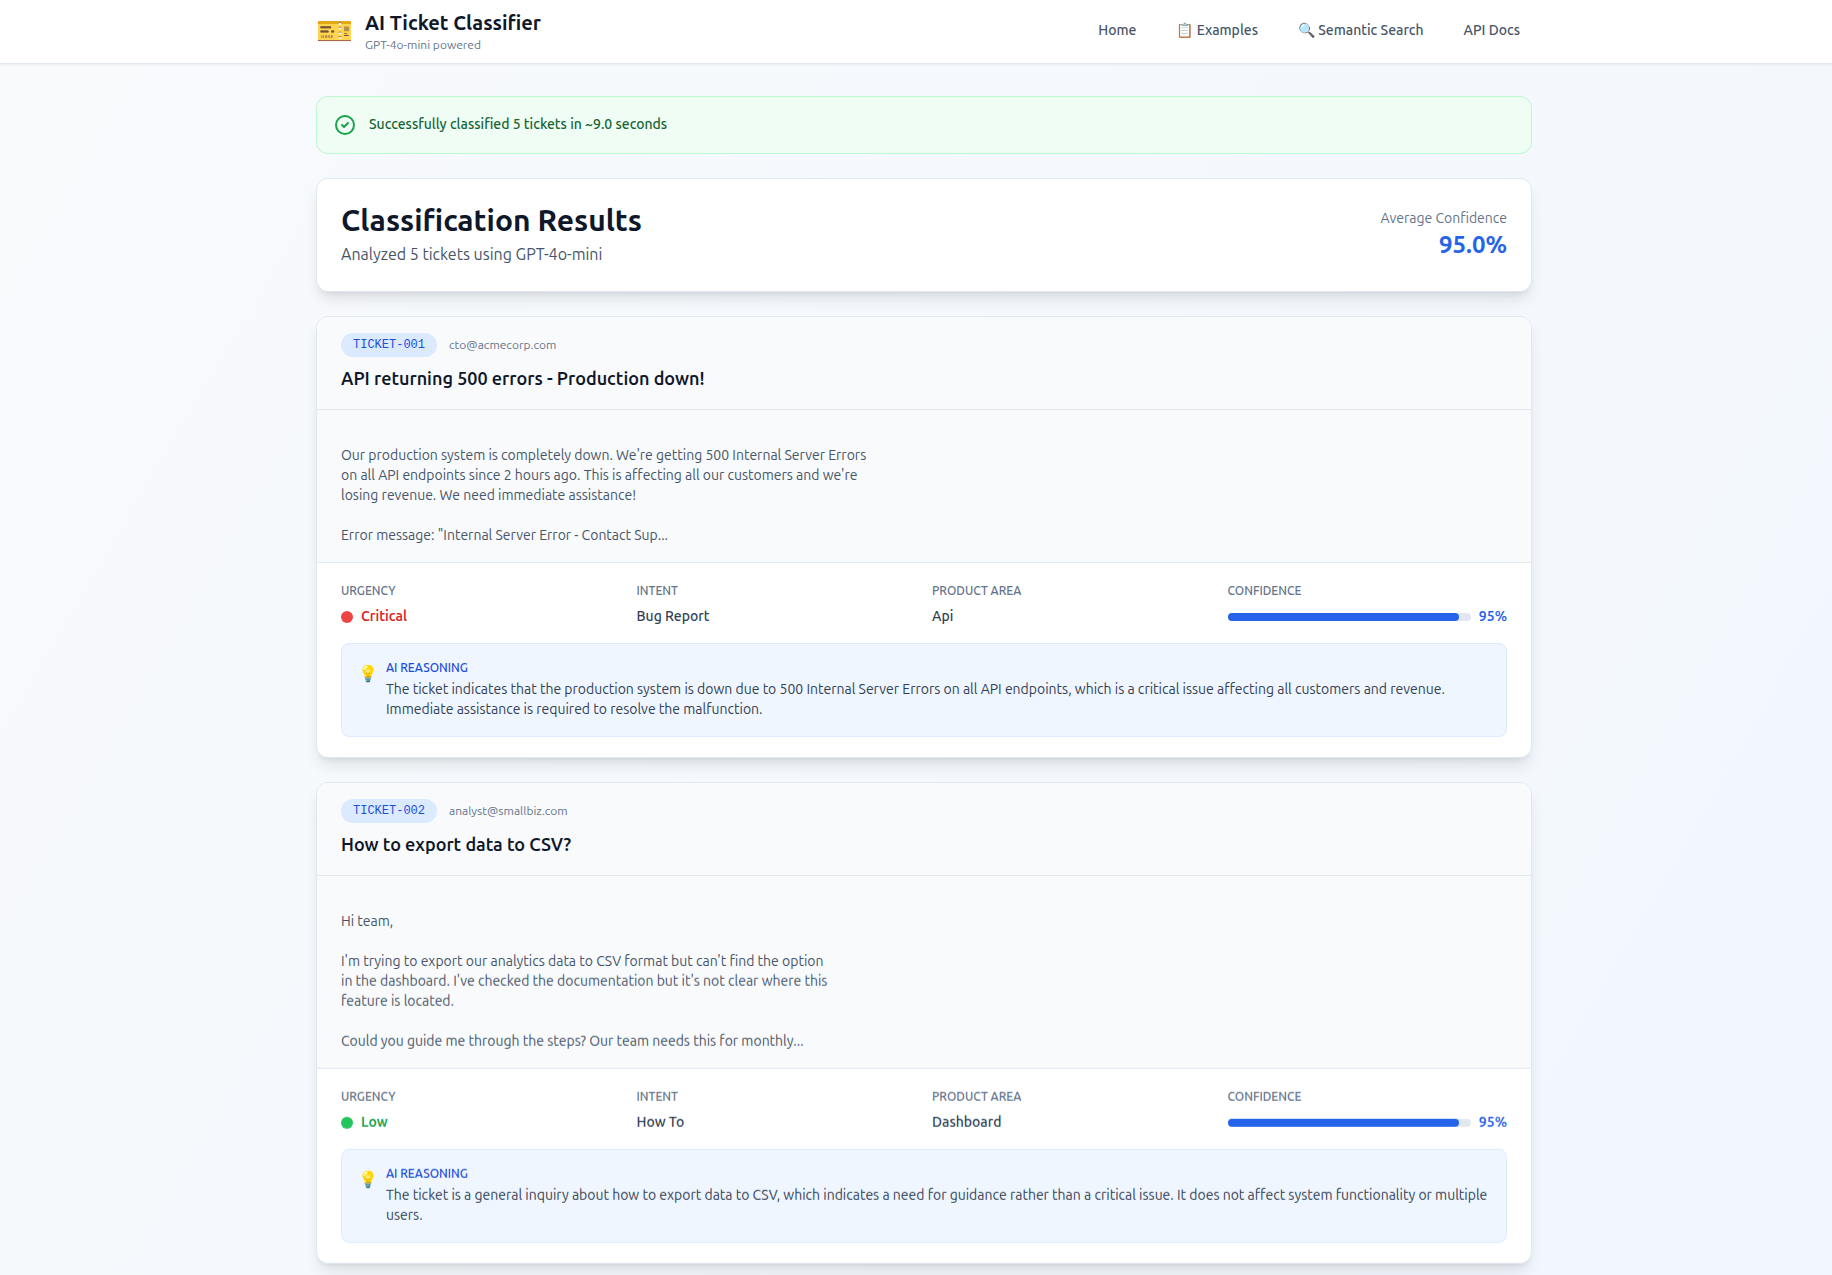 AI Ticket Classifier
GPT-4o-mini powered
Home
Examples
Semantic Search
API Docs
Successfully classified 5 tickets in ~9.0 seconds
Classification Results
Analyzed 5 tickets using GPT-4o-mini
Average Confidence
95.0%
TICKET-001
cto@acmecorp.com
API returning 500 errors - Production down!
Our production system is completely down. We're getting 500 Internal Server Errors
on all API endpoints since 2 hours ago. This is affecting all our customers and we're
losing revenue. We need immediate assistance!
Error message: "Internal Server Error - Contact Sup...
URGENCY
Critical
INTENT
Bug Report
PRODUCT AREA
Api
CONFIDENCE
95%
AI REASONING
The ticket indicates that the production system is down due to 500 Internal Server Errors on all API endpoints, which is a critical issue affecting all customers and revenue.
Immediate assistance is required to resolve the malfunction.
TICKET-002
analyst@smallbiz.com
How to export data to CSV?
Hi team,
I'm trying to export our analytics data to CSV format but can't find the option
in the dashboard. I've checked the documentation but it's not clear where this
feature is located.
Could you guide me through the steps? Our team needs this for monthly...
URGENCY
Low
INTENT
How To
PRODUCT AREA
Dashboard
CONFIDENCE
95%
AI REASONING
The ticket is a general inquiry about how to export data to CSV, which indicates a need for guidance rather than a critical issue. It does not affect system functionality or multiple
users.